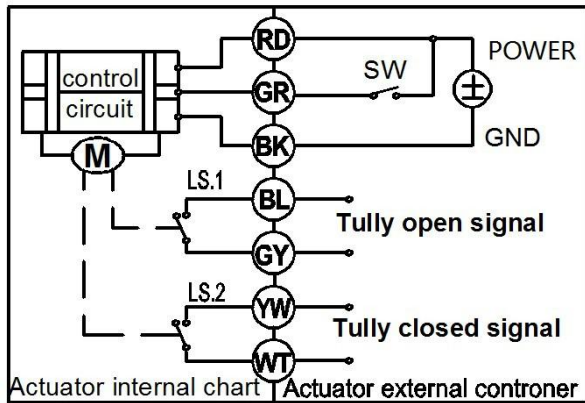 RD
POWER
SW
control
GR
circuit
±
GND
BK
M
LS.1
BL
Tully open signal
GY
LS.2
YW
Tully closed signal
WT
Actuator internal chart
Actuator external controner